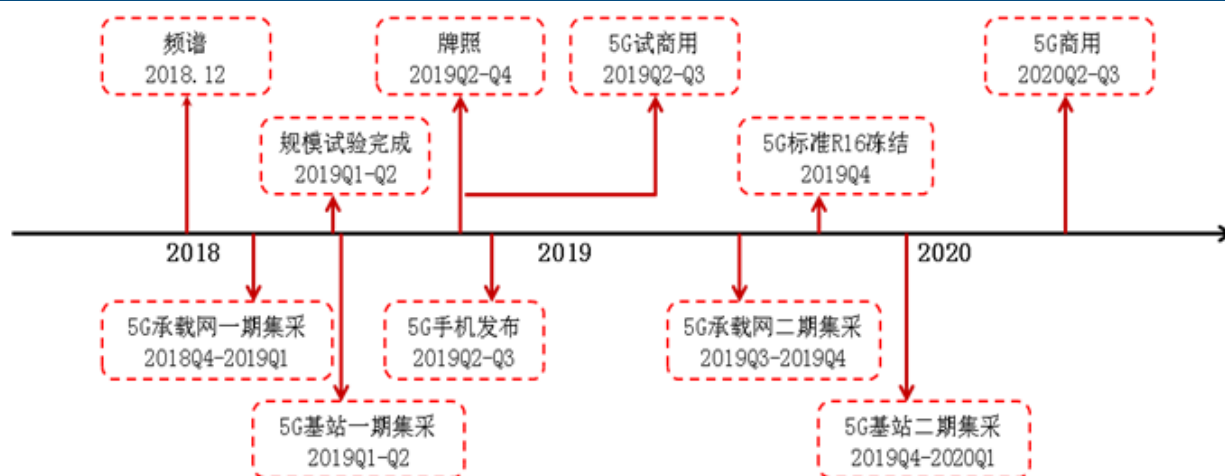 频谱
2018.12
牌照
2019Q2-Q4
5G试商用
2019Q2-Q3
5G商用
2020Q2-Q3
规模试验完成
2019Q1-Q2
5G标准R16冻结
2019Q4
2018
2019
2020
5G承载网一期集采
2018Q4-2019Q1
5G手机发布
2019Q2-Q3
5G承载网二期集采
2019Q3-2019Q4
5G基站一期集采
2019Q1-Q2
5G基站二期集采
2019Q4-2020Q1